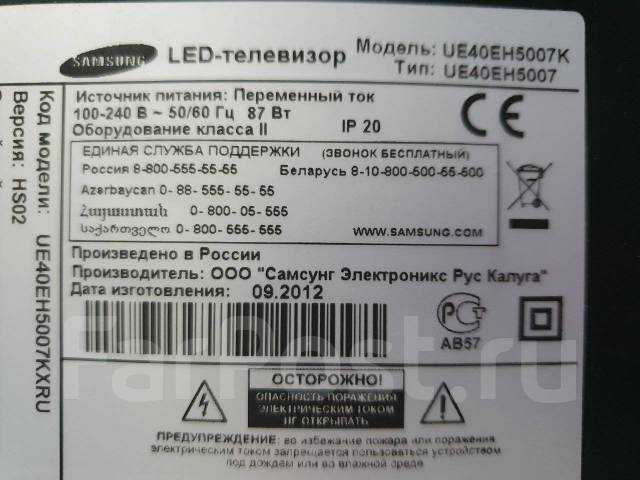 SAMSUNG LED-телевизор Модель: UE40EH5007K
Тип: UE40EH5007
Источник питания: Переменный ток
100-240 В ~ 50/60 Гц 87 Вт
Оборудование класса II IP 20
CE
ЕДИНАЯ СЛУЖБА ПОДДЕРЖКИ (ЗВОНОК БЕСПЛАТНЫЙ)
Россия 8-800-555-55-55 Беларусь 8-10-800-500-55-500
Azerbaycan 0-88-555-55-55
Հայաստան 0-800-05-555
საქართველო 0-800-555-555 WWW.SAMSUNG.COM
Произведено в России
Производитель: ООО "Самсунг Электроникс Рус Калуга"
Дата изготовления: 09.2012
АВ57
ОСТОРОЖНО!
ОПАСНОСТЬ ПОРАЖЕНИЯ
ЭЛЕКТРИЧЕСКИМ ТОКОМ
НЕ ОТКРЫВАТЬ
ПРЕДУПРЕЖДЕНИЕ: во избежание пожара или поражения
электрическим током запрещается пользоваться устройством
под дождем или во влажной среде
Код модели: UE40EH5007KXRU
Версия: HS02
FarPost.ru